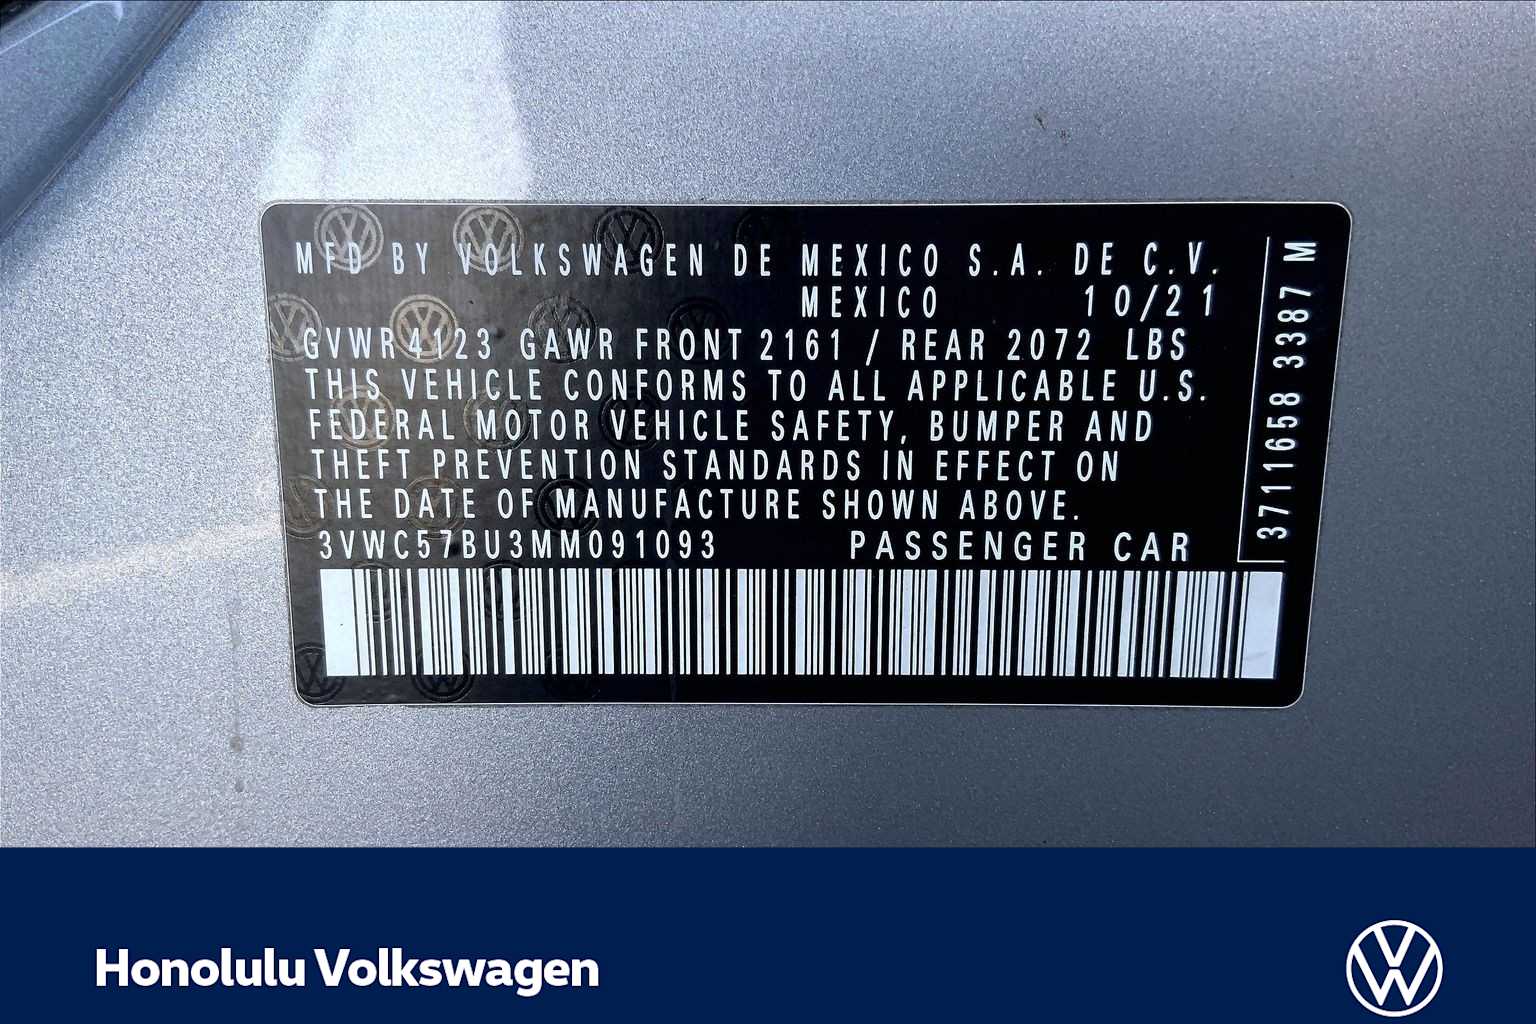 MFD BY VOLKSWAGEN DE MEXICO S.A. DE C.V.
MEXICO 10/21
GVWR 4123 GAWR FRONT 2161 / REAR 2072 LBS
THIS VEHICLE CONFORMS TO ALL APPLICABLE U.S.
FEDERAL MOTOR VEHICLE SAFETY, BUMPER AND
THEFT PREVENTION STANDARDS IN EFFECT ON
THE DATE OF MANUFACTURE SHOWN ABOVE.
3VWC57BU3MM091093 PASSENGER CAR
3711658 3387 M
Honolulu Volkswagen